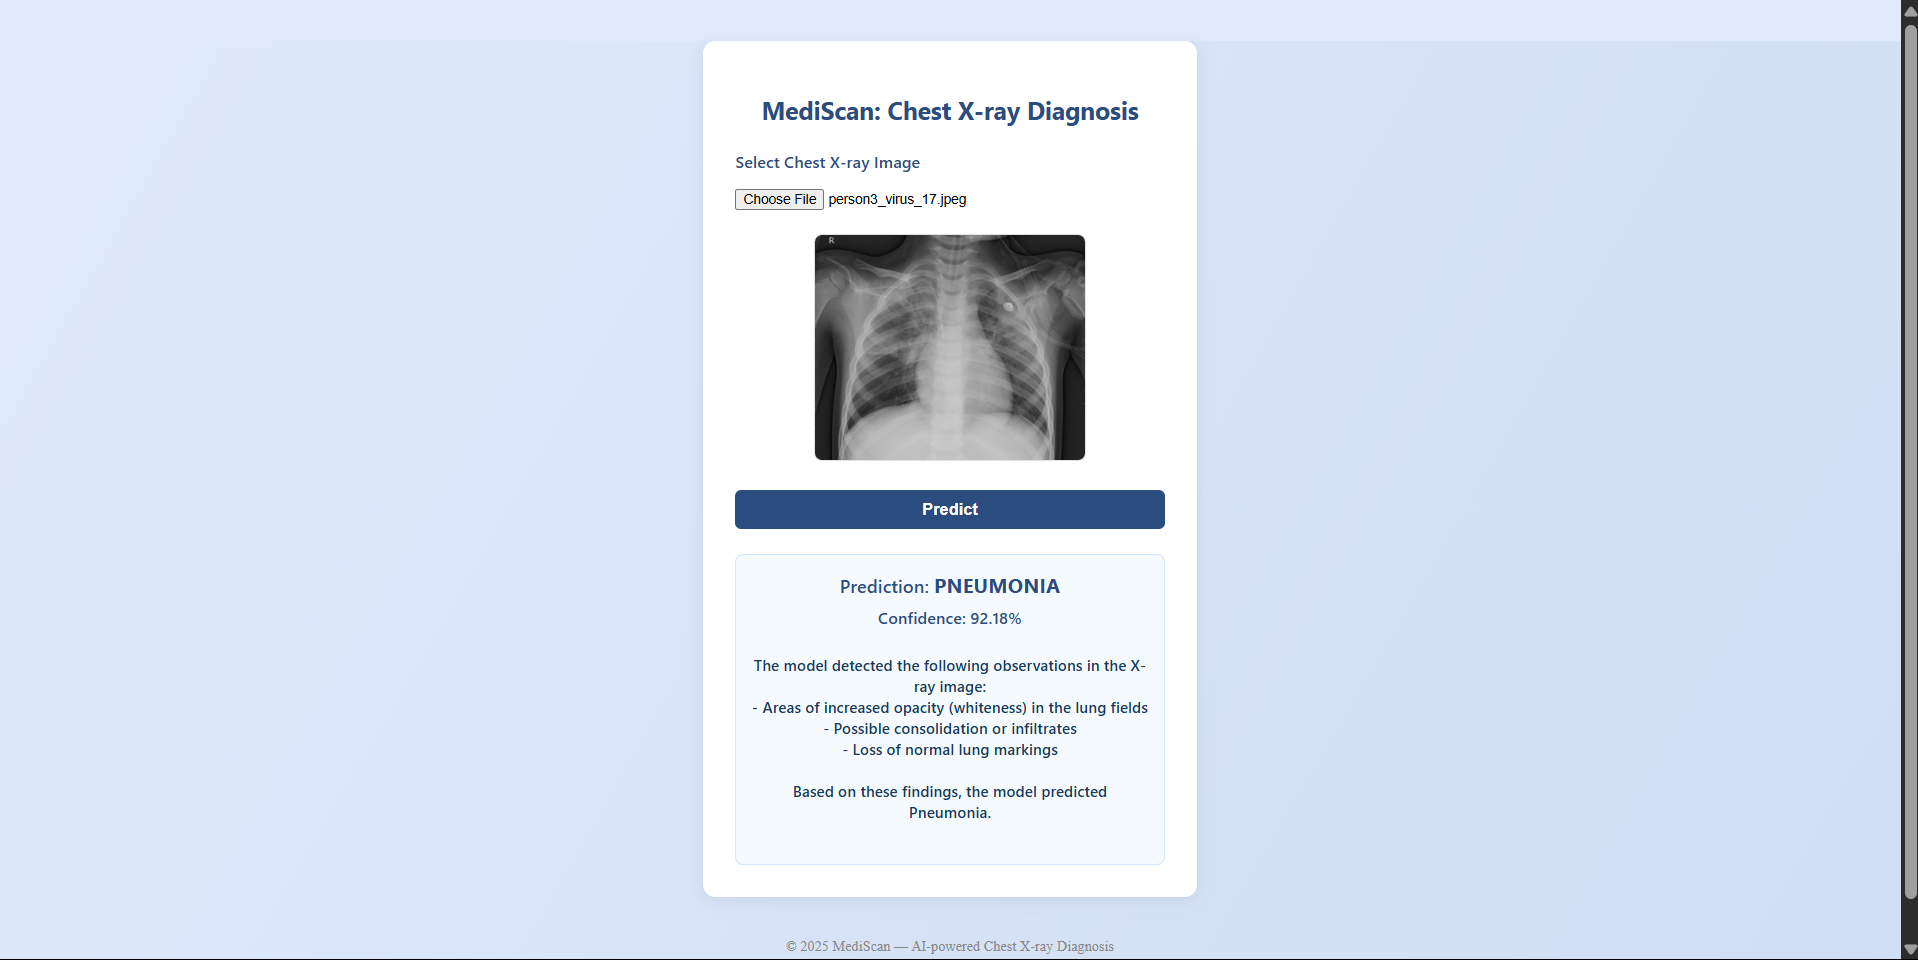 MediScan: Chest X-ray Diagnosis
Select Chest X-ray Image
Choose File person3_virus_17.jpeg
R
Predict
Prediction: PNEUMONIA
Confidence: 92.18%
The model detected the following observations in the X-
ray image:
- Areas of increased opacity (whiteness) in the lung fields
- Possible consolidation or infiltrates
- Loss of normal lung markings
Based on these findings, the model predicted
Pneumonia.
© 2025 MediScan — AI-powered Chest X-ray Diagnosis